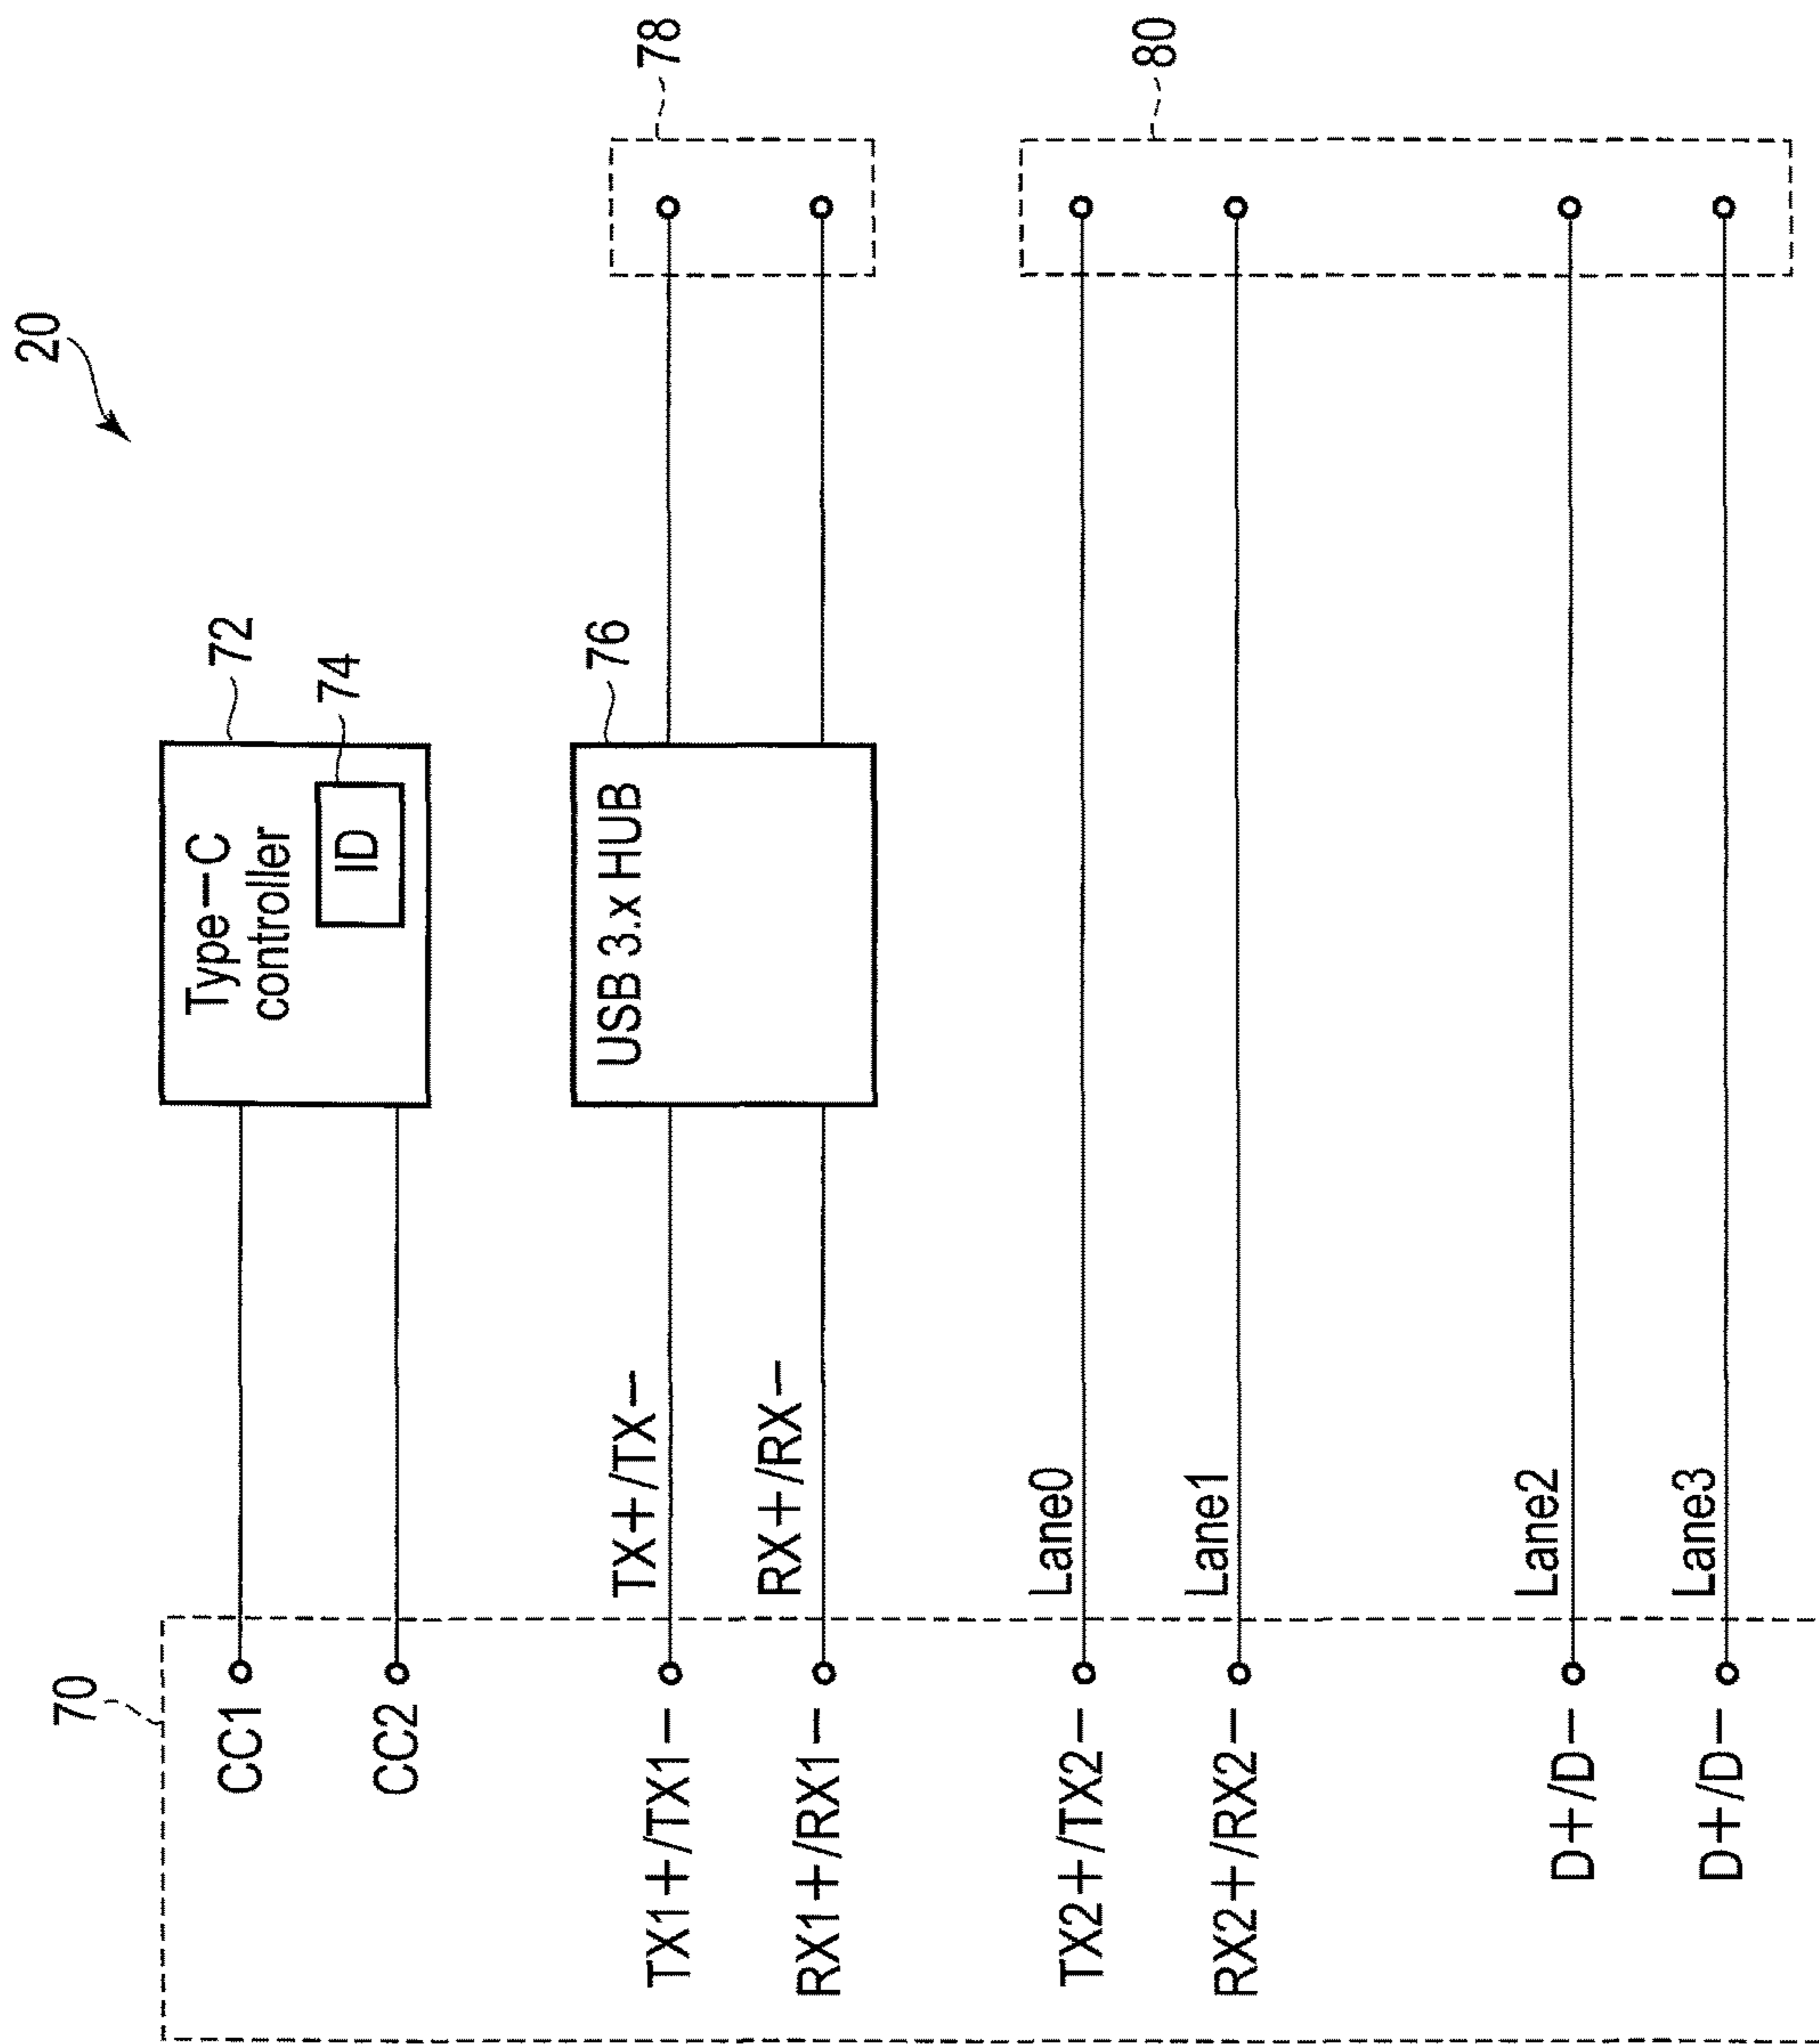 20
70
CC1
CC2
Type-C
controller
72
ID
74
TX1+/TX1-
TX+/TX-
RX1+/RX1-
RX+/RX-
USB 3.x HUB
76
78
TX2+/TX2-
Lane0
RX2+/RX2-
Lane1
D+/D-
Lane2
D+/D-
Lane3
80